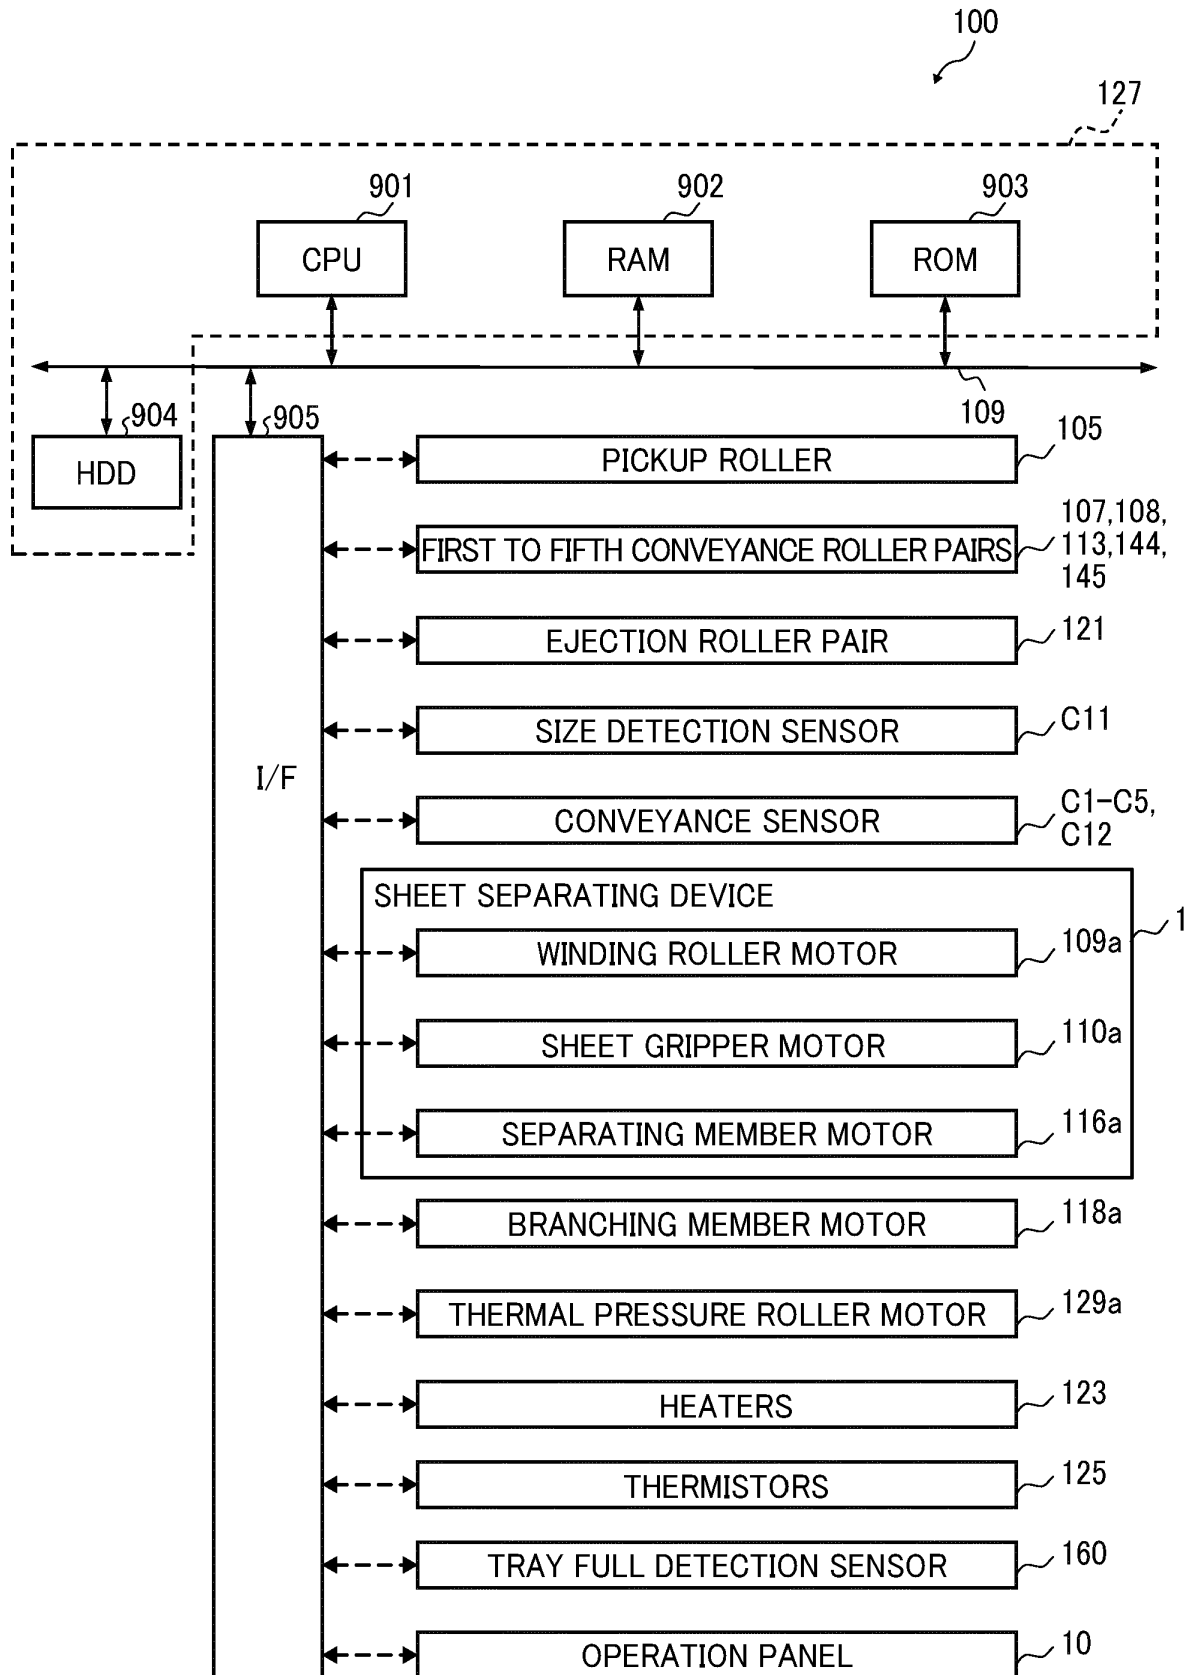 100
127
901
902
903
CPU
RAM
ROM
109
904
905
HDD
I/F
PICKUP ROLLER
105
FIRST TO FIFTH CONVEYANCE ROLLER PAIRS
107,108,
113,144,
145
EJECTION ROLLER PAIR
121
SIZE DETECTION SENSOR
C11
CONVEYANCE SENSOR
C1-C5,
C12
SHEET SEPARATING DEVICE
1
WINDING ROLLER MOTOR
109a
SHEET GRIPPER MOTOR
110a
SEPARATING MEMBER MOTOR
116a
BRANCHING MEMBER MOTOR
118a
THERMAL PRESSURE ROLLER MOTOR
129a
HEATERS
123
THERMISTORS
125
TRAY FULL DETECTION SENSOR
160
OPERATION PANEL
10